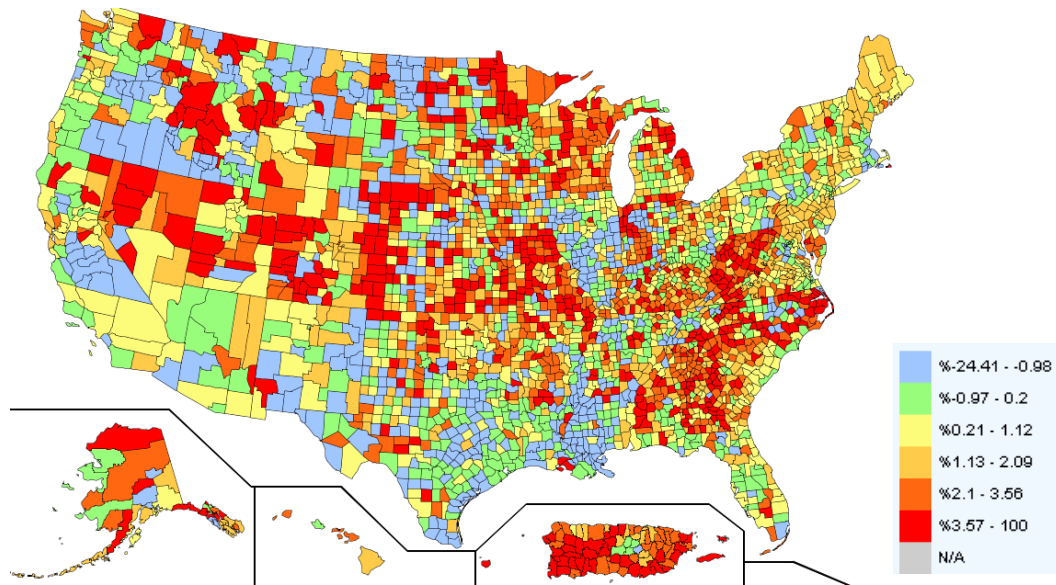 %-24.41 - -0.98
%-0.97 - 0.2
%0.21 - 1.12
%1.13 - 2.09
%2.1 - 3.56
%3.57 - 100
N/A